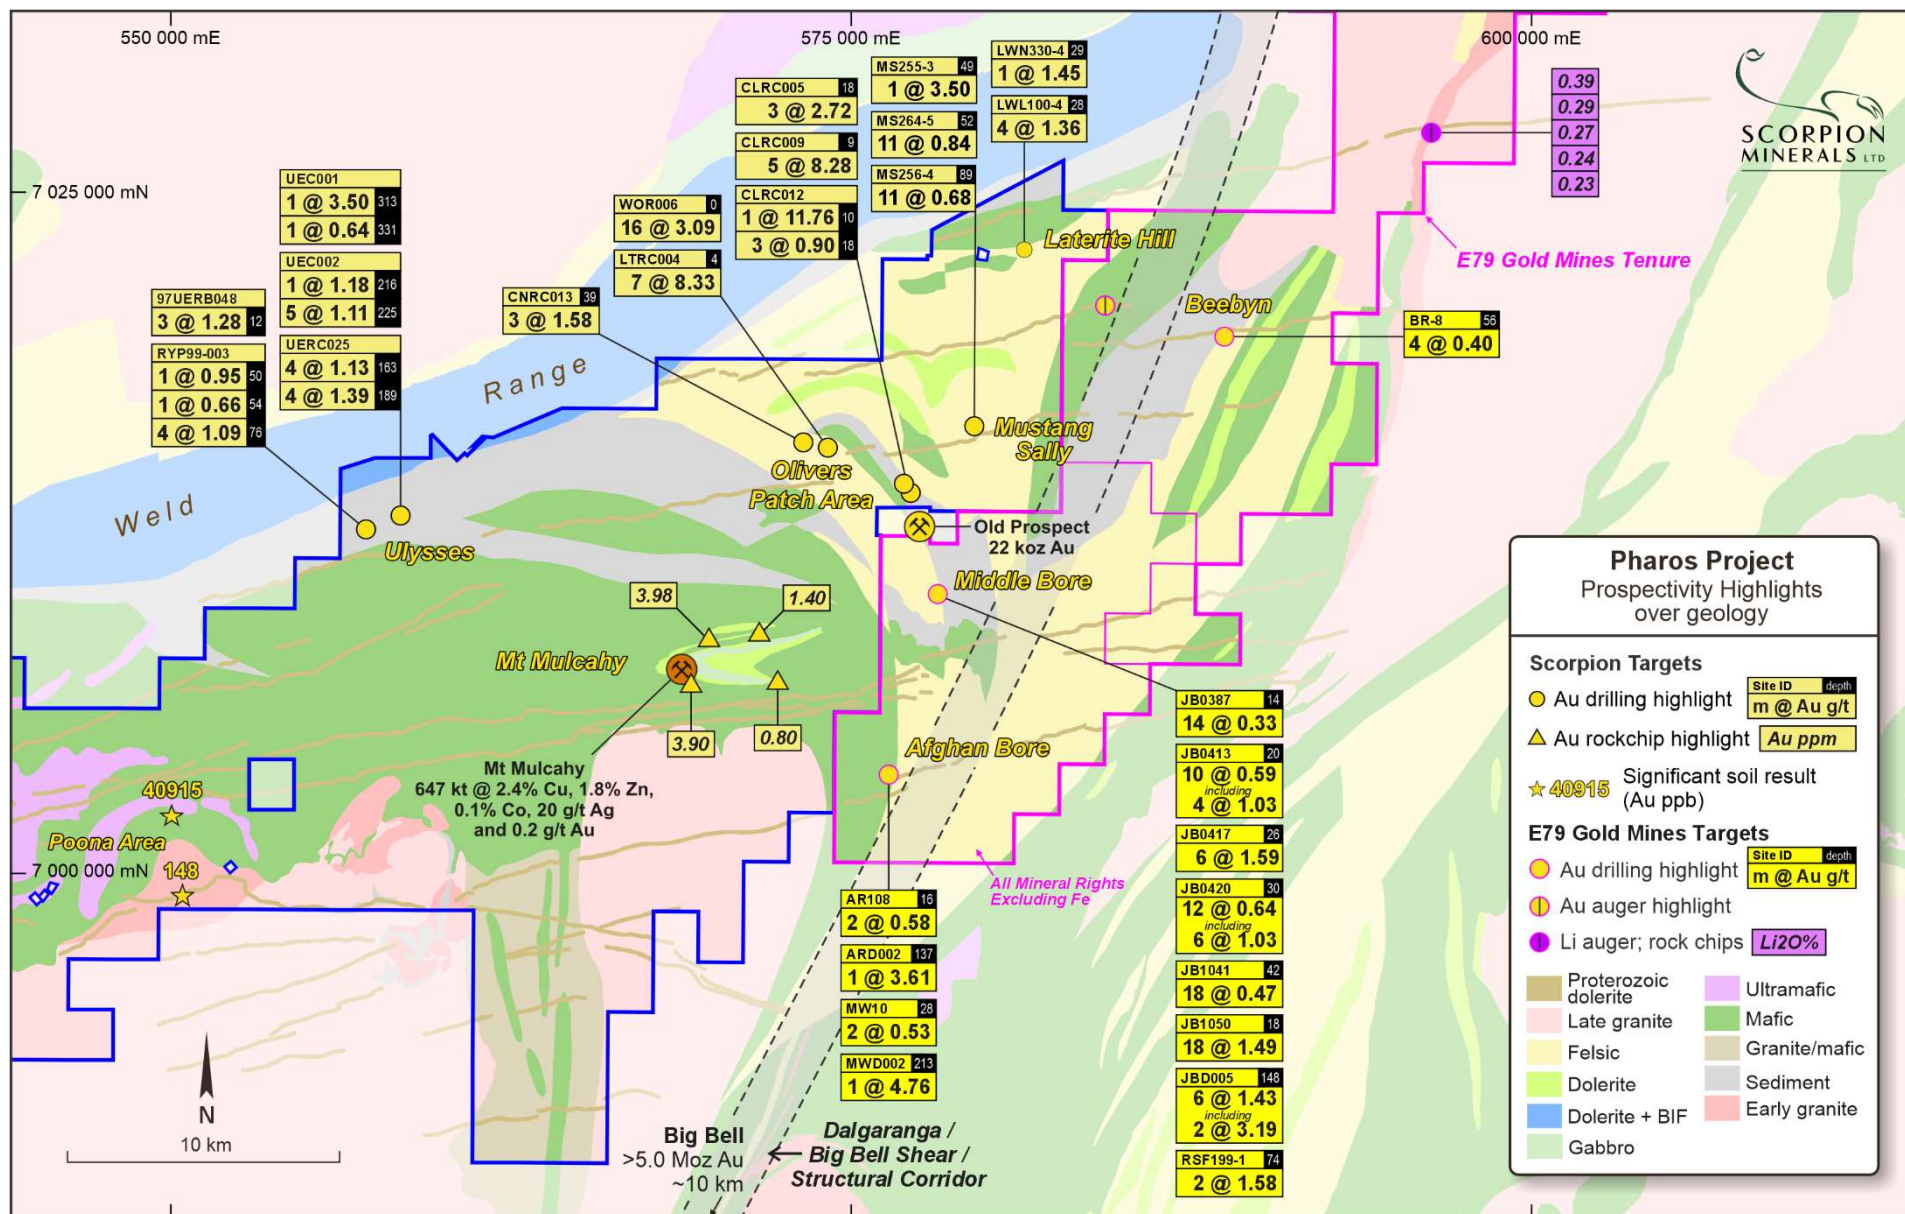 550 000 mE
575 000 mE
600 000 mE
7 025 000 mN
7 000 000 mN
SCORPION
MINERALS LTD
LWN330-4 29
1 @ 1.45
LWL100-4 28
4 @ 1.36
MS255-3 49
1 @ 3.50
MS264-5 52
11 @ 0.84
MS256-4 89
11 @ 0.68
CLRC005 18
3 @ 2.72
CLRC009 9
5 @ 8.28
CLRC012
1 @ 11.76 10
3 @ 0.90 18
WOR006 0
16 @ 3.09
LTRC004 4
7 @ 8.33
CNRC013 39
3 @ 1.58
UEC001
1 @ 3.50 313
1 @ 0.64 331
UEC002
1 @ 1.18 216
5 @ 1.11 225
UERC025
4 @ 1.13 163
4 @ 1.39 189
97UERB048
3 @ 1.28 12
RYP99-003
1 @ 0.95 50
1 @ 0.66 54
4 @ 1.09 76
0.39
0.29
0.27
0.24
0.23
E79 Gold Mines Tenure
Laterite Hill
Beebyn
BR-8 56
4 @ 0.40
Weld Range
Mustang
Sally
Olivers
Patch Area
Ulysses
Old Prospect
22 koz Au
Middle Bore
3.98
1.40
Mt Mulcahy
3.90
0.80
Mt Mulcahy
647 kt @ 2.4% Cu, 1.8% Zn,
0.1% Co, 20 g/t Ag
and 0.2 g/t Au
Afghan Bore
40915
Poona Area
148
All Mineral Rights
Excluding Fe
AR108 16
2 @ 0.58
ARD002 137
1 @ 3.61
MW10 28
2 @ 0.53
MWD002 213
1 @ 4.76
JB0387 14
14 @ 0.33
JB0413 20
10 @ 0.59
including
4 @ 1.03
JB0417 26
6 @ 1.59
JB0420 30
12 @ 0.64
including
6 @ 1.03
JB1041 42
18 @ 0.47
JB1050 18
18 @ 1.49
JBD005 148
6 @ 1.43
including
2 @ 3.19
RSF199-1 74
2 @ 1.58
N
10 km
Big Bell
>5.0 Moz Au
~10 km
Dalgaranga /
Big Bell Shear /
Structural Corridor
Pharos Project
Prospectivity Highlights
over geology
Scorpion Targets
Au drilling highlight
Site ID depth
m @ Au g/t
Au rockchip highlight
Au ppm
40915
Significant soil result
(Au ppb)
E79 Gold Mines Targets
Au drilling highlight
Site ID depth
m @ Au g/t
Au auger highlight
Li auger; rock chips
Li2O%
Proterozoic
dolerite
Late granite
Felsic
Dolerite
Dolerite + BIF
Gabbro
Ultramafic
Mafic
Granite/mafic
Sediment
Early granite